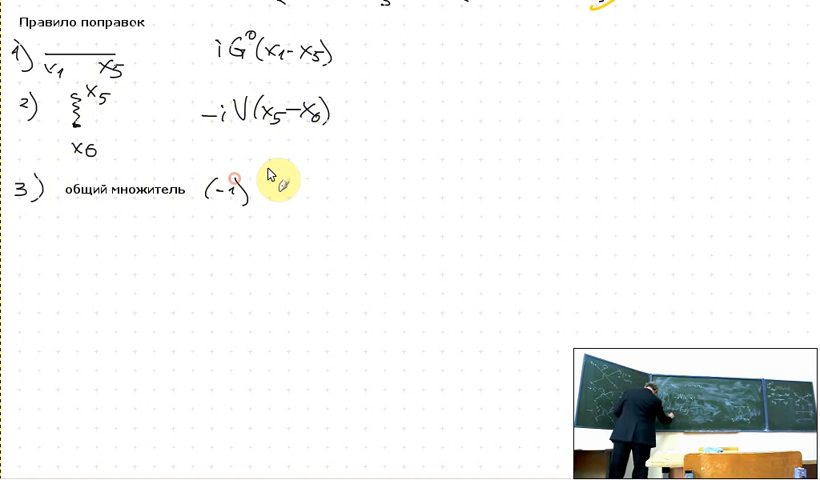 Правило поправок
1) x1 x5 iG⁰(x1-x5)
2) x5 x6 -iV(x5-x6)
3) общий множитель (-1)